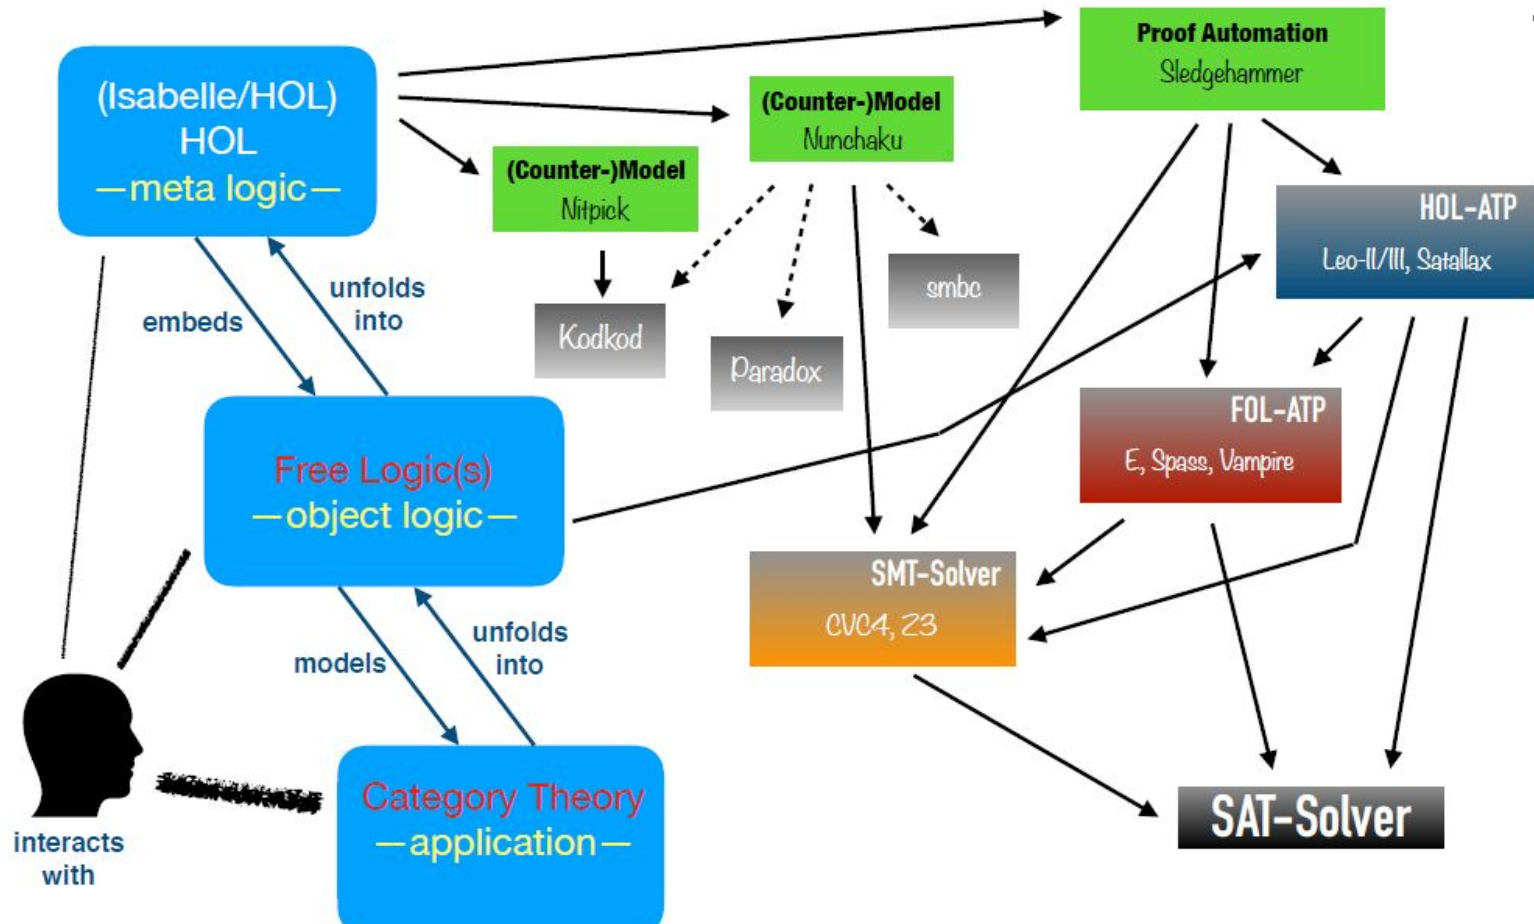 (Isabelle/HOL)
HOL
—meta logic—
embeds
unfolds
into
Free Logic(s)
—object logic—
models
unfolds
into
Category Theory
—application—
interacts
with
(Counter-)Model
Nitpick
Kodkod
(Counter-)Model
Nunchaku
Paradox
smbc
Proof Automation
Sledgehammer
HOL-ATP
Leo-II/III, Satallax
FOL-ATP
E, Spass, Vampire
SMT-Solver
CVC4, Z3
SAT-Solver